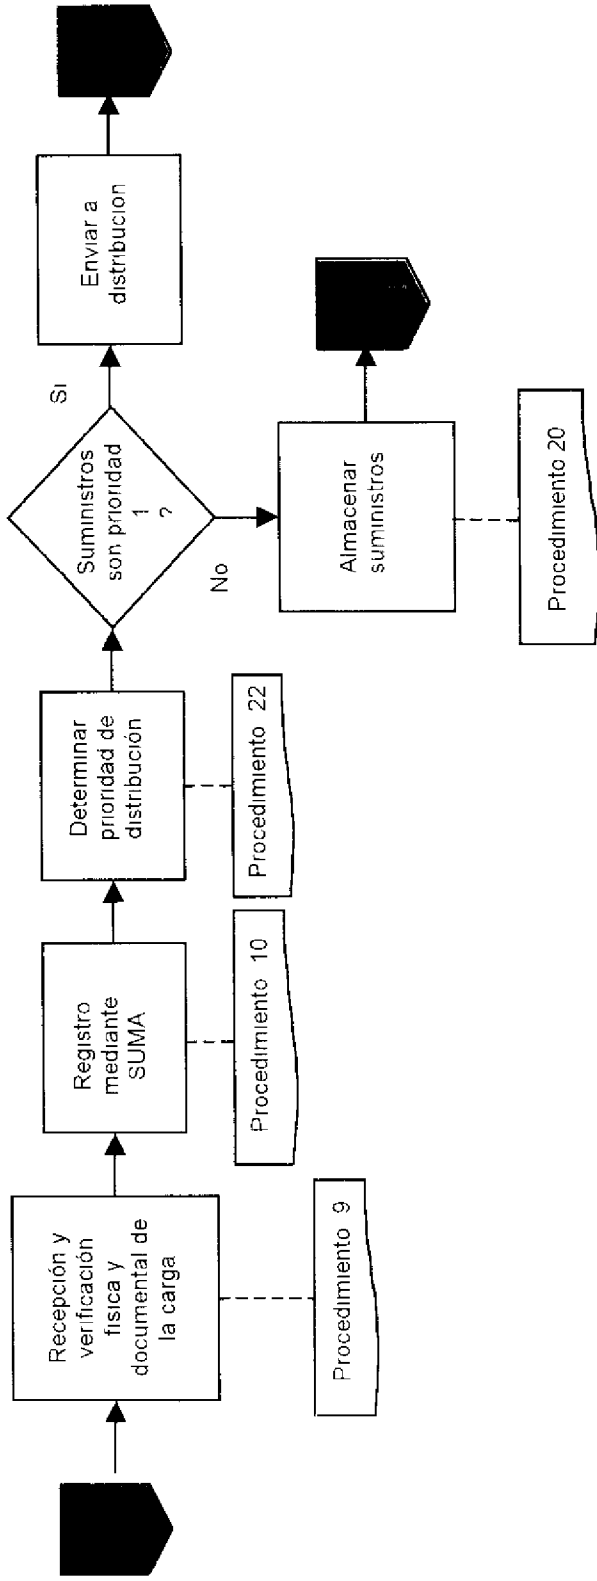 Recepción y
verificación
física y
documental de
la carga
Procedimiento 9
Registro
mediante
SUMA
Procedimiento 10
Determinar
prioridad de
distribución
Procedimiento 22
Suministros
son prioridad
1
?
Si
Enviar a
distribucion
No
Almacenar
suministros
Procedimiento 20